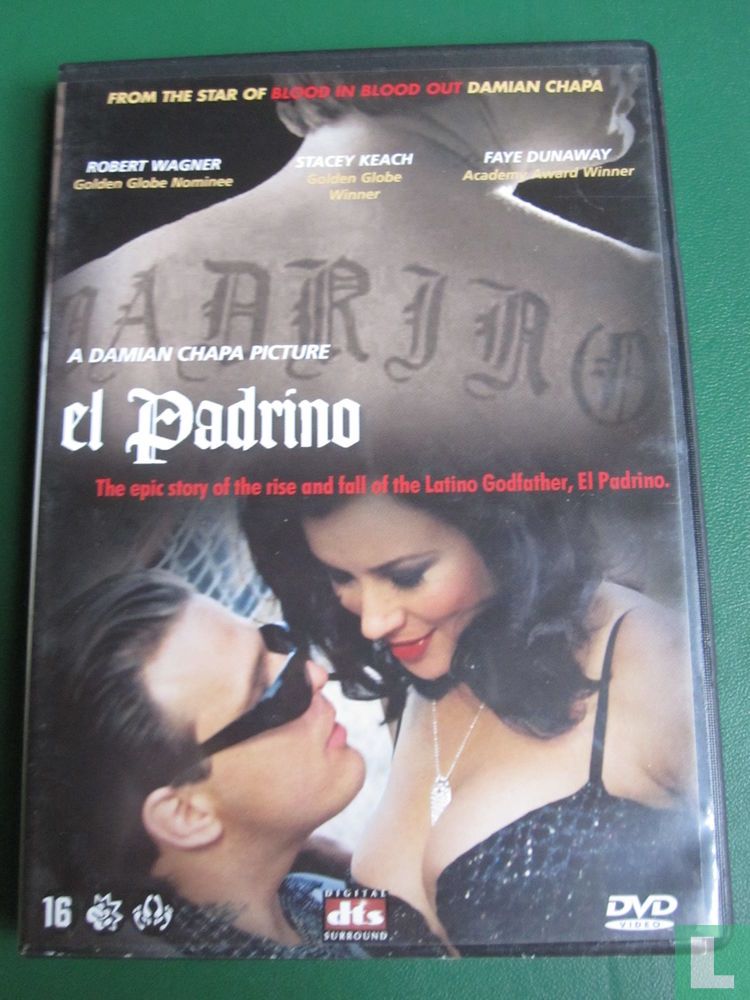 FROM THE STAR OF BLOOD IN BLOOD OUT DAMIAN CHAPA
ROBERT WAGNER
Golden Globe Nominee
STACEY KEACH
Golden Globe
Winner
FAYE DUNAWAY
Academy Award Winner
PADRINO
A DAMIAN CHAPA PICTURE
el Padrino
The epic story of the rise and fall of the Latino Godfather, El Padrino.
16
DIGITAL
dts
SURROUND
DVD
VIDEO
L